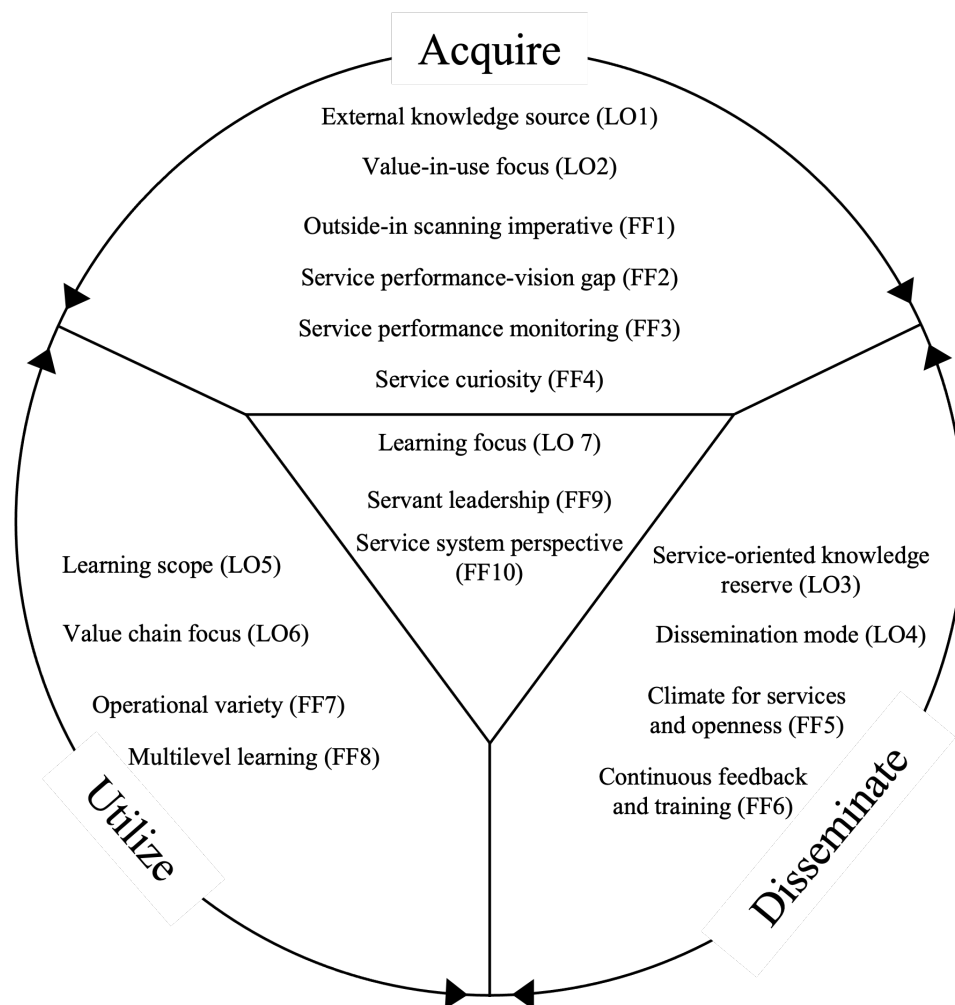 Acquire
External knowledge source (LO1)
Value-in-use focus (LO2)
Outside-in scanning imperative (FF1)
Service performance-vision gap (FF2)
Service performance monitoring (FF3)
Service curiosity (FF4)
Learning focus (LO 7)
Servant leadership (FF9)
Service system perspective
(FF10)
Learning scope (LO5)
Value chain focus (LO6)
Operational variety (FF7)
Multilevel learning (FF8)
Utilize
Service-oriented knowledge
reserve (LO3)
Dissemination mode (LO4)
Climate for services
and openness (FF5)
Continuous feedback
and training (FF6)
Disseminate